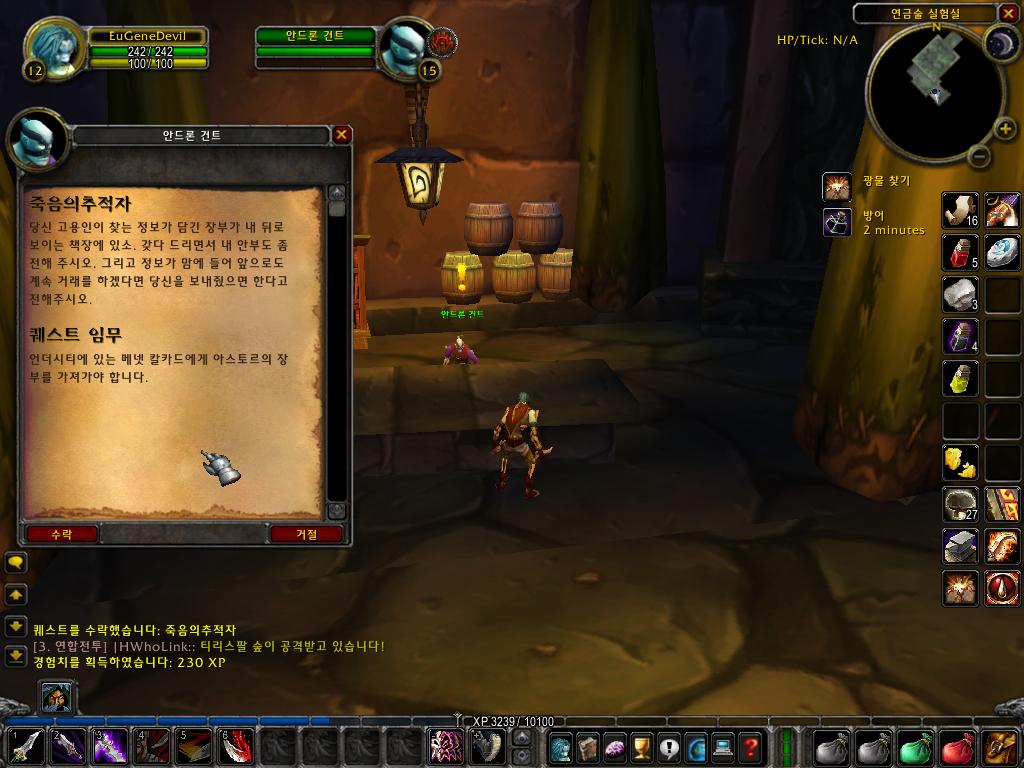 연금술 실험실
EuGeneDevil
242 / 242
100 / 100
12
안드론 건트
15
HP/Tick: N/A
N
안드론 건트
광물 찾기
방어
2 minutes
죽음의추적자
당신 고용인이 찾는 정보가 담긴 장부가 내 뒤로
보이는 책장에 있소. 갖다 드리면서 내 안부도 좀
전해 주시오. 그리고 정보가 맘에 들어 앞으로도
계속 거래를 하겠다면 당신을 보내줬으면 한다고
전해주시오.
퀘스트 임무
언더시티에 있는 메넷 칼카드에게 아스토르의 장
부를 가져가야 합니다.
안드론 건트
16
5
3
4
27
수락
거절
퀘스트를 수락했습니다: 죽음의추적자
[3. 연합전투] |HWhoLink:: 티리스팔 숲이 공격받고 있습니다!
경험치를 획득하였습니다: 230 XP
XP 3239 / 10100
1
2
3
4
5
6